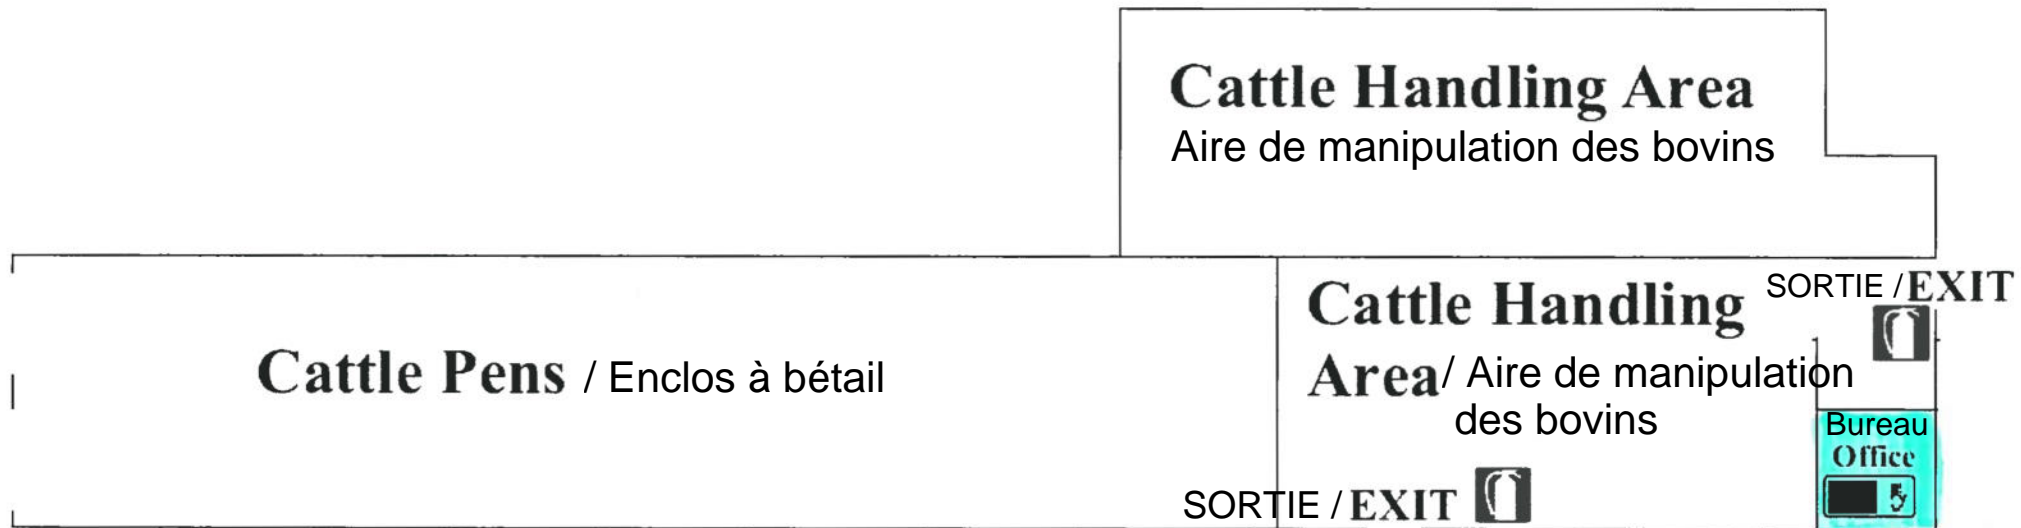 Cattle Handling Area
Aire de manipulation des bovins
Cattle Pens / Enclos à bétail
Cattle Handling
Area/ Aire de manipulation
des bovins
SORTIE /EXIT
Bureau
Office
SORTIE / EXIT